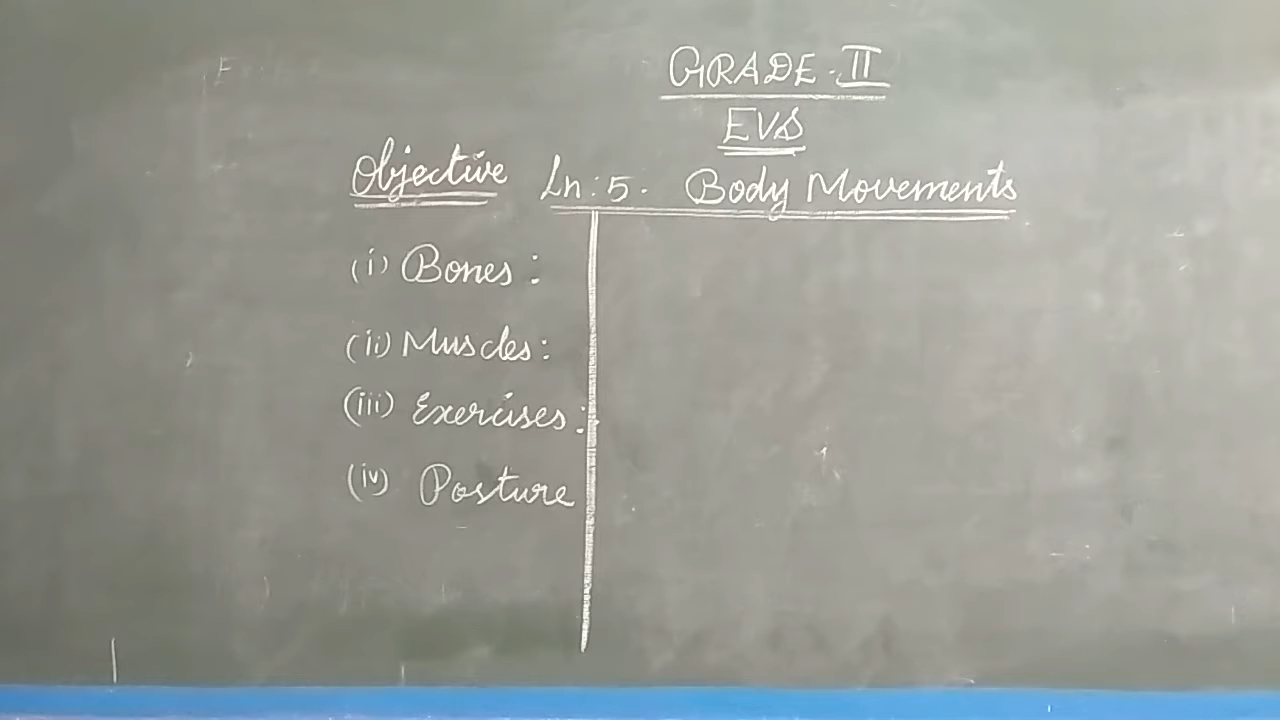 GRADE-II
EVS
Objective Ln:5. Body Movements
(i) Bones:
(ii) Muscles:
(iii) Exercises:
(iv) Posture